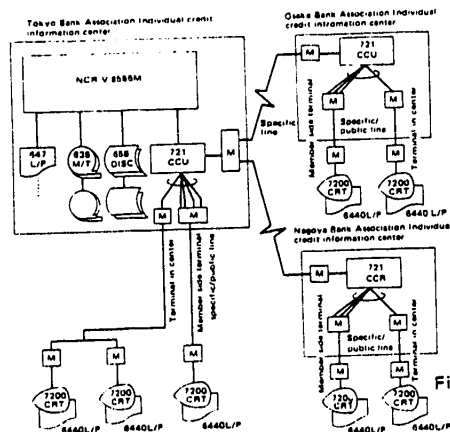 Tokyo Bank Association Individual credit
information center
NCR V 8585M
647
L/P
638
M/T
658
DISC
721
CCU
M
Specific
line
M
M
Terminal in center
Member side terminal
specific/public line
M
M
M
7200
CRT
7200
CRT
7200
CRT
6440L/P
6440L/P
6440L/P
Osaka Bank Association Individual
credit information center
M
721
CCU
Member side terminal
M
M
Specific/
public line
Terminal in center
M
M
7200
CRT
7200
CRT
6440L/P
6440 L/P
Nagoya Bank Association Individual
credit information center
M
721
CCR
Member side terminal
M
M
Specific/
public line
Terminal in center
M
M
7200
CRT
7200
CRT
6440L/P
6440L/P
Fi